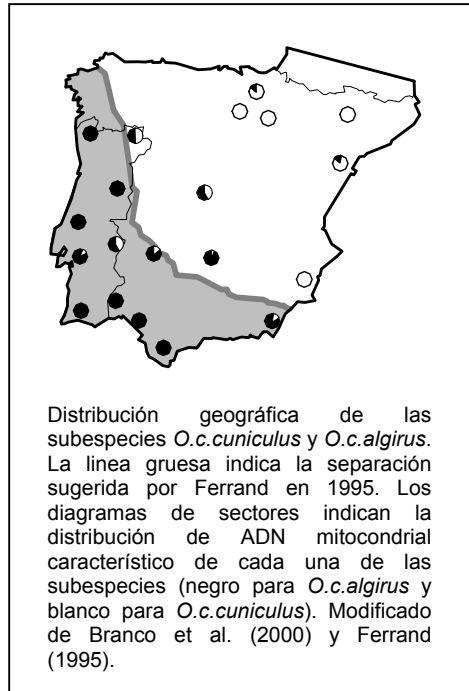 Distribución geográfica de las
subespecies O.c.cuniculus y O.c.algirus.
La linea gruesa indica la separación
sugerida por Ferrand en 1995. Los
diagramas de sectores indican la
distribución de ADN mitocondrial
característico de cada una de las
subespecies (negro para O.c.algirus y
blanco para O.c.cuniculus). Modificado
de Branco et al. (2000) y Ferrand
(1995).